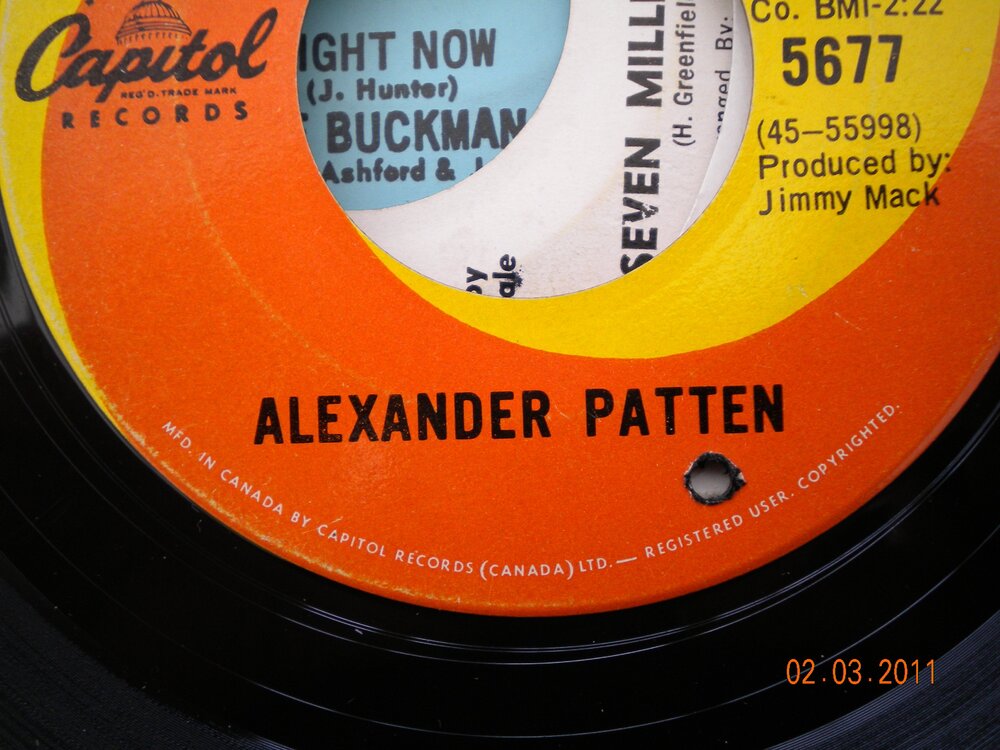 Capitol
REG'D. TRADE MARK
RECORDS
IGHT NOW
(J. Hunter)
BUCKMAN
Ashford &
SEVEN
(H. Greenfiel
anged By:
Co. BMI-2:22
5677
(45—55998)
Produced by:
Jimmy Mack
ALEXANDER PATTEN
MFD. IN CANADA BY CAPITOL RECORDS (CANADA) LTD. — REGISTERED USER. COPYRIGHTED.
02.03.2011